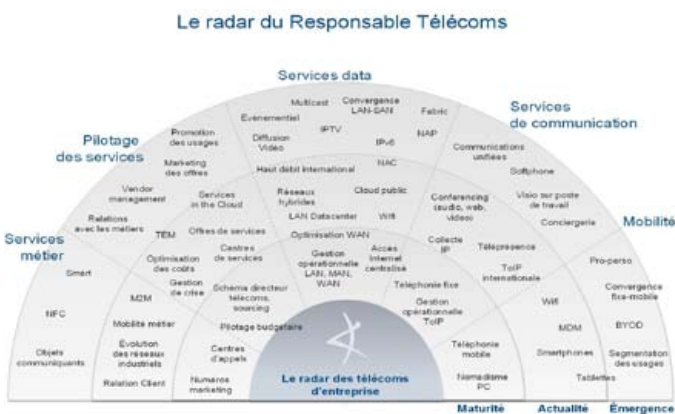 Le radar du Responsable Télécoms
Services data
Services
de communication
Pilotage
des services
Mobilité
Services
métier
Multicast
Convergence
LAN-SAN
Fabric
Evenementiel
IPTV
NAP
Diffusion
Video
IPv6
NAC
Haut débit international
Réseaux
hybrides
Cloud public
LAN Datacenter
Wifi
Optimisation WAN
Gestion
opérationnelle
LAN, MAN,
WAN
Accès
Internet
centralisé
Promotion
des usages
Marketing
des offres
Vendor
management
Services
in the Cloud
Relations
avec les métiers
TEM
Offres de services
Optimisation
des coûts
Centres
de services
Gestion
de crise
Schéma directeur
télécoms,
sourcing
Pilotage budgétaire
Communications
unifiées
Softphone
Visio sur poste
de travail
Conferencing
(audio, web,
video)
Conciergerie
Collecte
IP
Téléprésence
ToIP
internationale
Téléphonie fixe
Gestion
opérationnelle
ToIP
Smart
NFC
Objets
communiquants
M2M
Mobilité métier
Évolution
des réseaux
industriels
Relation Client
Centres
d'appels
Numéros
marketing
Pro-perso
Convergence
fixe-mobile
Wifi
BYOD
MDM
Smartphones
Segmentation
des usages
Tablettes
Téléphonie
mobile
Nomadisme
PC
Le radar des télécoms
d'entreprise
Maturité
Actualité
Émergence